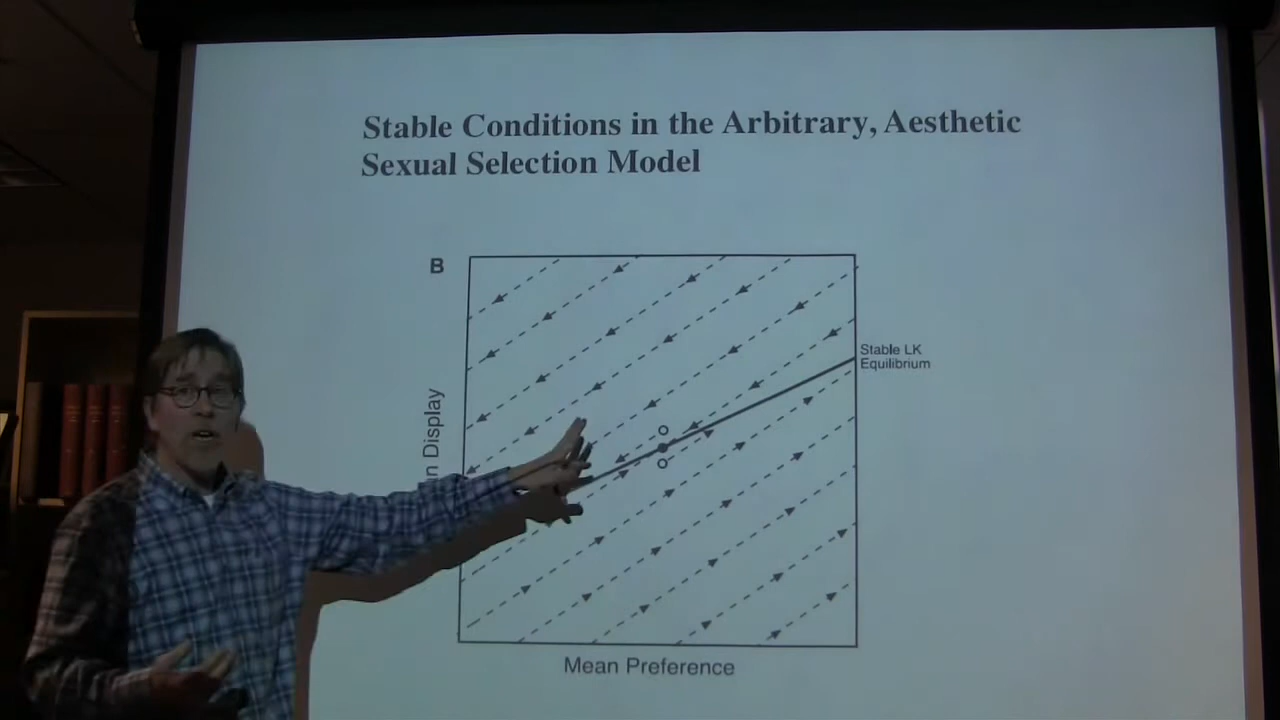 Stable Conditions in the Arbitrary, Aesthetic
Sexual Selection Model
B
Stable LK
Equilibrium
Display
Mean Preference